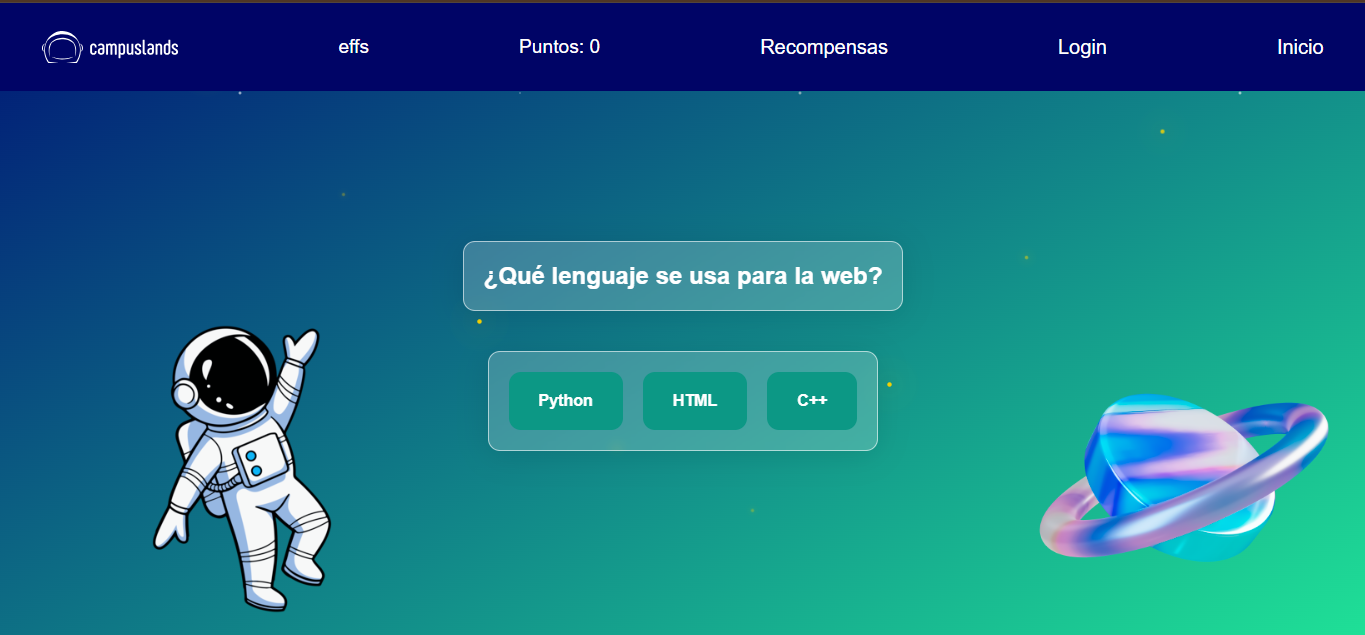 campuslands effs Puntos: 0 Recompensas Login Inicio
¿Qué lenguaje se usa para la web?
Python HTML C++